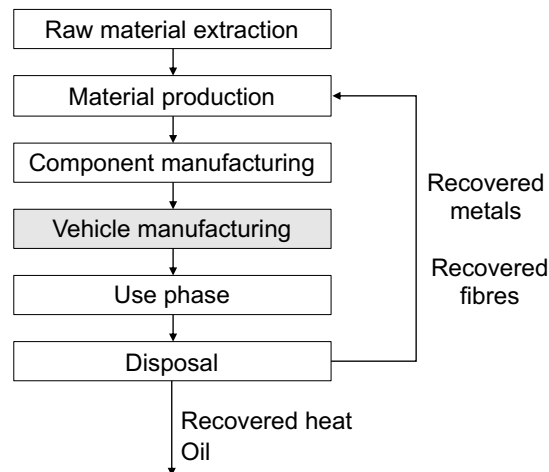 Raw material extraction
Material production
Component manufacturing
Recovered
metals
Vehicle manufacturing
Recovered
fibres
Use phase
Disposal
Recovered heat
Oil